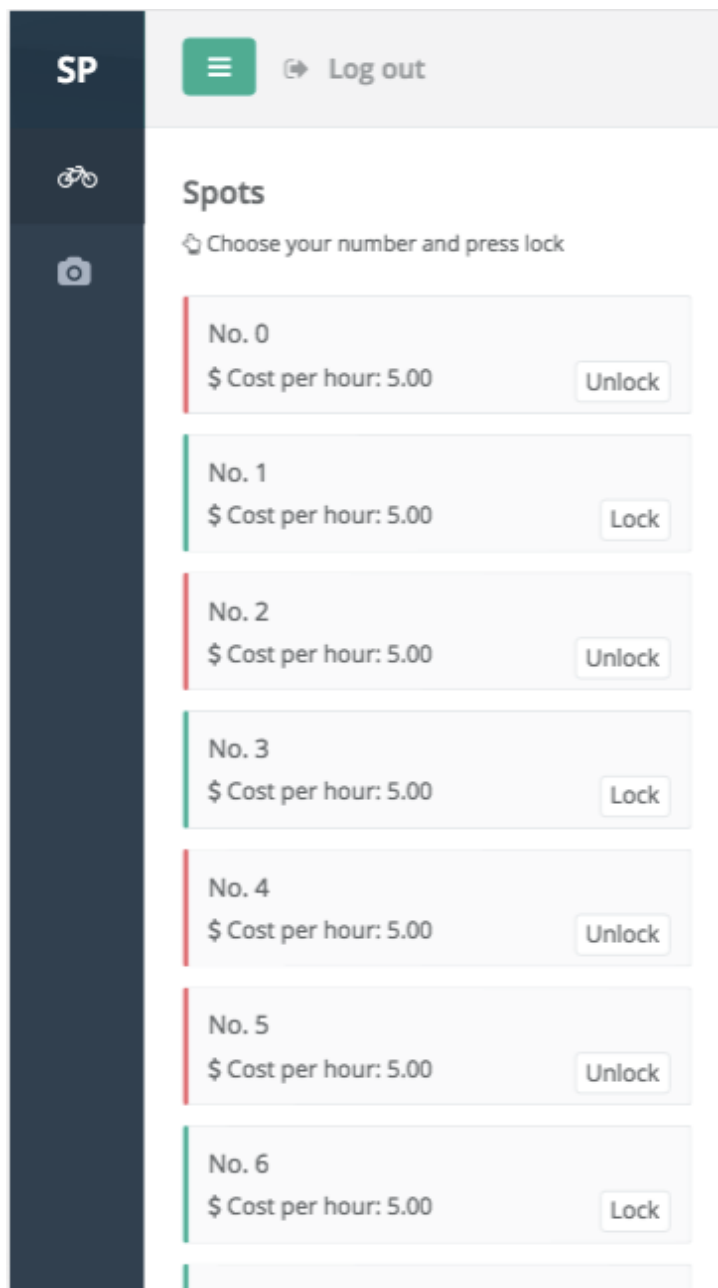 SP
Log out
Spots
Choose your number and press lock
No. 0
$ Cost per hour: 5.00
Unlock
No. 1
$ Cost per hour: 5.00
Lock
No. 2
$ Cost per hour: 5.00
Unlock
No. 3
$ Cost per hour: 5.00
Lock
No. 4
$ Cost per hour: 5.00
Unlock
No. 5
$ Cost per hour: 5.00
Unlock
No. 6
$ Cost per hour: 5.00
Lock